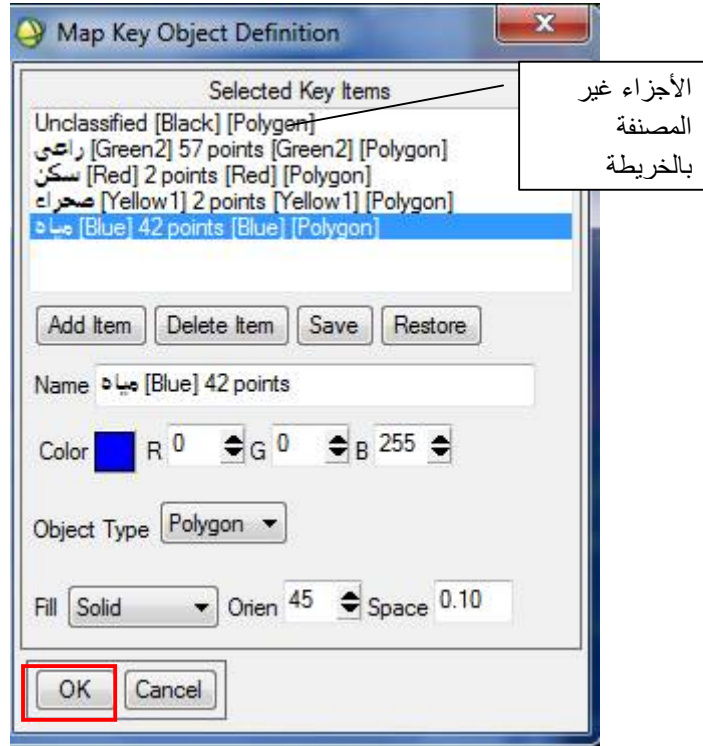 Map Key Object Definition
Selected Key Items
الأجزاء غير
المصنفة
بالخريطة
Unclassified [Black] [Polygon]
راعى [Green2] 57 points [Green2] [Polygon]
سكن [Red] 2 points [Red] [Polygon]
صحراء [Yellow1] 2 points [Yellow1] [Polygon]
مياه [Blue] 42 points [Blue] [Polygon]
Add Item Delete Item Save Restore
Name مياه [Blue] 42 points
Color R 0 G 0 B 255
Object Type Polygon
Fill Solid Orien 45 Space 0.10
OK Cancel